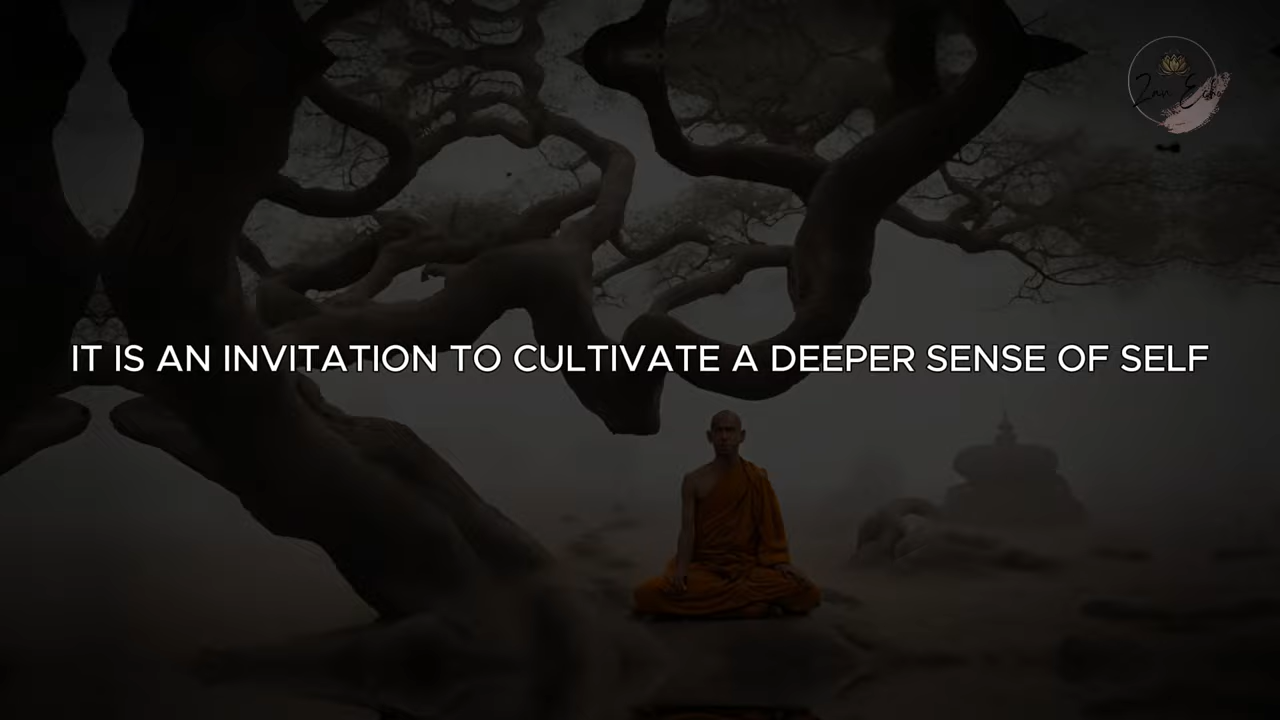 IT IS AN INVITATION TO CULTIVATE A DEEPER SENSE OF SELF